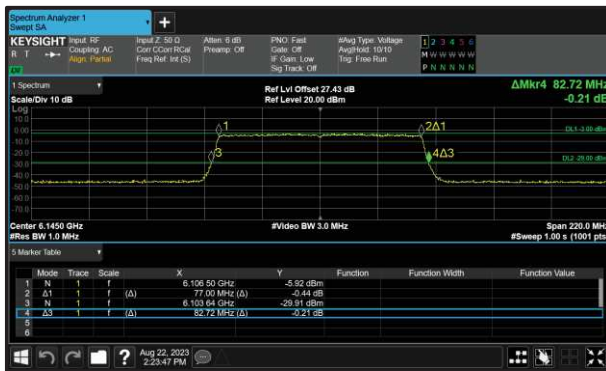 Spectrum Analyzer 1
Swept SA
KEYSIGHT Input: RF Input Z: 50 Ω Atten: 6 dB PNO: Fast #Avg Type: Voltage 1 2 3 4 5 6
R T Coupling: AC Corr CCorr RCal Preamp: Off Gate: Off Avg|Hold: 10/10 M W W W W W
Align: Partial Freq Ref: Int (S) IF Gain: Low Trig: Free Run P N N N N N
Sig Track: Off
1 Spectrum Ref Lvl Offset 27.43 dB ΔMkr4 82.72 MHz
Scale/Div 10 dB Ref Level 20.00 dBm -0.21 dB
Log
10.0
0.00 1 2Δ1 DL1 -3.00 dBm
-10.0
-20.0 3 4Δ3 DL2 -29.00 dBm
-30.0
-40.0
-50.0
-60.0
-70.0
Center 6.1450 GHz #Video BW 3.0 MHz Span 220.0 MHz
#Res BW 1.0 MHz #Sweep 1.00 s (1001 pts)
5 Marker Table
Mode Trace Scale X Y Function Function Width Function Value
1 N 1 f 6.106 50 GHz -5.92 dBm
2 Δ1 1 f (Δ) 77.00 MHz (Δ) -0.44 dB
3 N 1 f 6.103 64 GHz -29.91 dBm
4 Δ3 1 f (Δ) 82.72 MHz (Δ) -0.21 dB
5
6
? Aug 22, 2023
2:23:47 PM